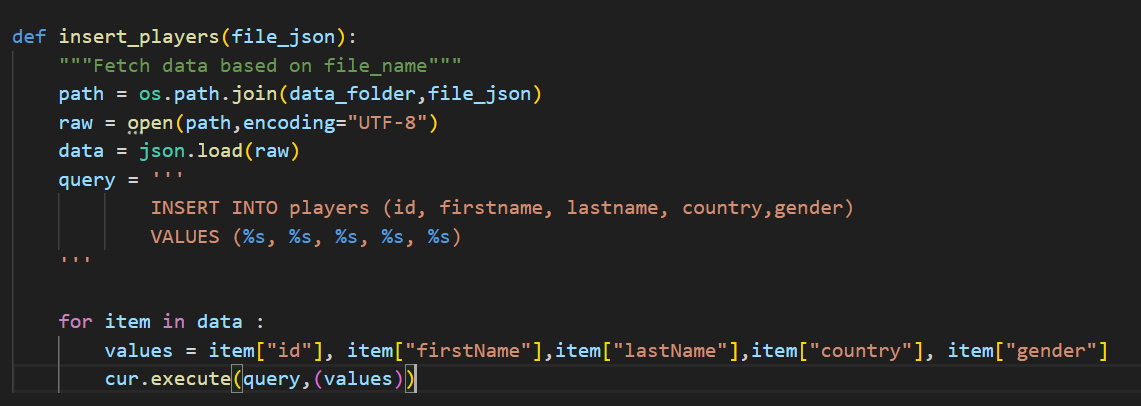 def insert_players(file_json):
    """Fetch data based on file_name"""
    path = os.path.join(data_folder,file_json)
    raw = open(path,encoding="UTF-8")
    data = json.load(raw)
    query = '''
            INSERT INTO players (id, firstname, lastname, country,gender)
            VALUES (%s, %s, %s, %s, %s)
    '''
    for item in data :
        values = item["id"], item["firstName"],item["lastName"],item["country"], item["gender"]
        cur.execute(query,(values))